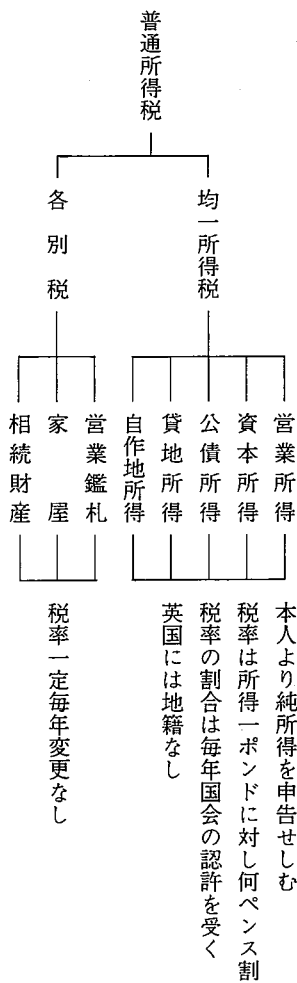 普通所得税
均一所得税
営業所得
資本所得
公債所得
貸地所得
自作地所得
本人より純所得を申告せしむ
税率は所得一ポンドに対し何ペンス割
税率の割合は毎年国会の認許を受く
英国には地籍なし
各別税
営業鑑札
家屋
相続財産
税率一定毎年変更なし